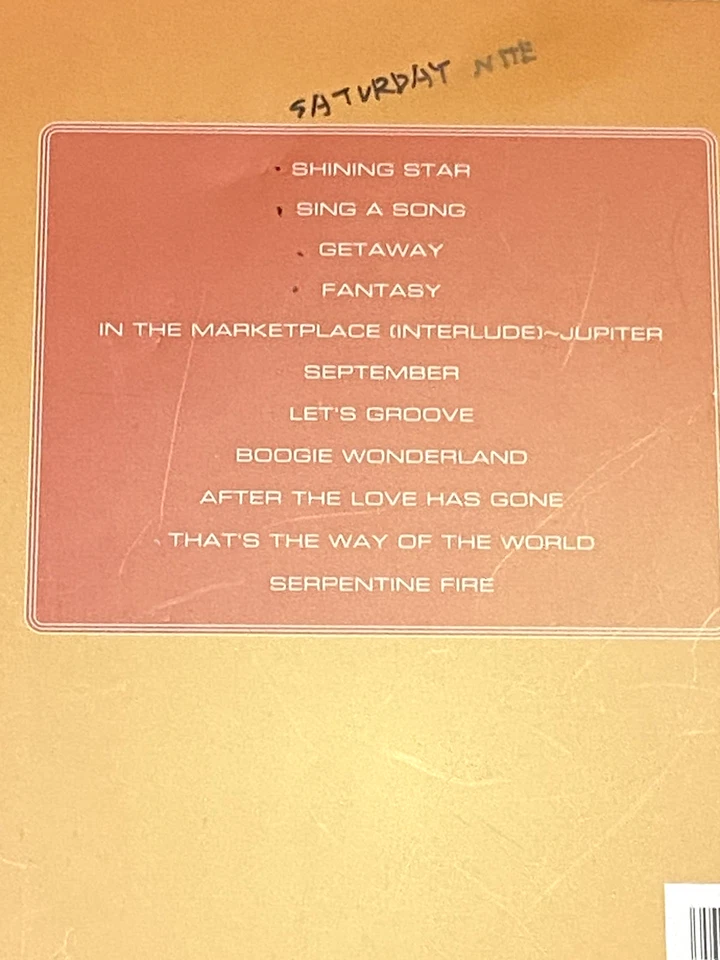 SATURDAY NITE
SHINING STAR
SING A SONG
GETAWAY
FANTASY
IN THE MARKETPLACE (INTERLUDE)~JUPITER
SEPTEMBER
LET'S GROOVE
BOOGIE WONDERLAND
AFTER THE LOVE HAS GONE
THAT'S THE WAY OF THE WORLD
SERPENTINE FIRE